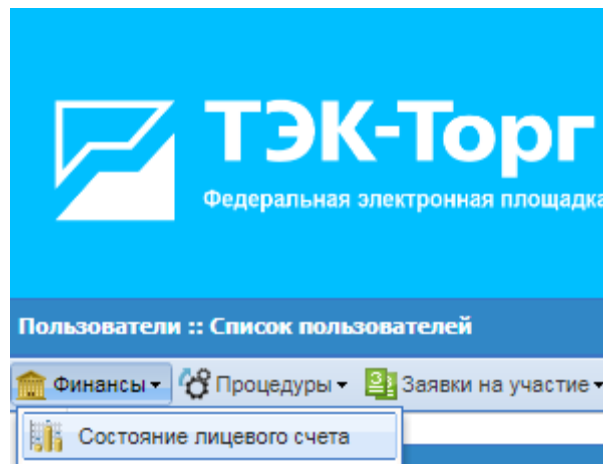 ТЭК-Торг
Федеральная электронная площадка
Пользователи :: Список пользователей
Финансы Процедуры Заявки на участие
Состояние лицевого счета